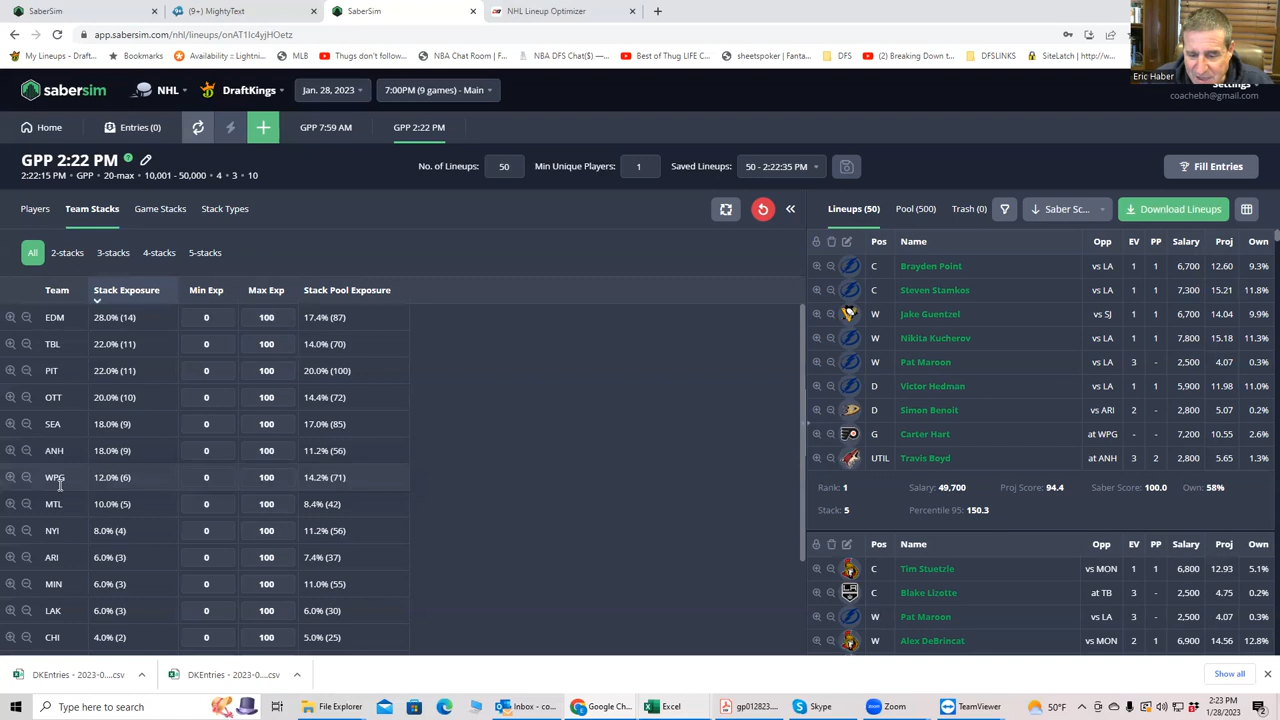 SaberSim
(9+) MightyText
SaberSim
NHL Lineup Optimizer
app.sabersim.com/nhl/lineups/onAT1Ic4yjHOetz
My Lineups - Draft...
Bookmarks
Availability :: Lightni...
MLB
Thugs don't follow...
NBA Chat Room / T...
NBA DFS Chat($) —...
Best of Thug LIFE C...
sheetspoker | Fanta...
DFS
(2) Breaking Down t...
DFSLINKS
SiteLatch | http://w...
Eric Haber
sabersim
NHL
DraftKings
Jan. 28, 2023
7:00PM (9 games) - Main
Settings
coachebh@gmail.com
Home
Entries (0)
GPP 7:59 AM
GPP 2:22 PM
GPP 2:22 PM
2:22:15 PM • GPP • 20-max • 10,001 - 50,000 • 4 • 3 • 10
No. of Lineups: 50
Min Unique Players: 1
Saved Lineups: 50 - 2:22:35 PM
Fill Entries
Players
Team Stacks
Game Stacks
Stack Types
Lineups (50)
Pool (500)
Trash (0)
Saber Sc...
Download Lineups
All
2-stacks
3-stacks
4-stacks
5-stacks
Team Stack Exposure Min Exp Max Exp Stack Pool Exposure
EDM 28.0% (14) 0 100 17.4% (87)
TBL 22.0% (11) 0 100 14.0% (70)
PIT 22.0% (11) 0 100 20.0% (100)
OTT 20.0% (10) 0 100 14.4% (72)
SEA 18.0% (9) 0 100 17.0% (85)
ANH 18.0% (9) 0 100 11.2% (56)
WPG 12.0% (6) 0 100 14.2% (71)
MTL 10.0% (5) 0 100 8.4% (42)
NYI 8.0% (4) 0 100 11.2% (56)
ARI 6.0% (3) 0 100 7.4% (37)
MIN 6.0% (3) 0 100 11.0% (55)
LAK 6.0% (3) 0 100 6.0% (30)
CHI 4.0% (2) 0 100 5.0% (25)
Pos Name Opp EV PP Salary Proj Own
C Brayden Point vs LA 1 1 6,700 12.60 9.3%
C Steven Stamkos vs LA 1 1 7,300 15.21 11.8%
W Jake Guentzel vs SJ 1 1 6,700 14.04 9.9%
W Nikita Kucherov vs LA 1 1 7,800 15.18 11.3%
W Pat Maroon vs LA 3 - 2,500 4.07 0.3%
D Victor Hedman vs LA 1 1 5,900 11.98 11.0%
D Simon Benoit vs ARI 2 - 2,800 5.07 0.2%
G Carter Hart at WPG - - 7,200 10.55 2.6%
UTIL Travis Boyd at ANH 3 2 2,800 5.65 1.3%
Rank: 1 Salary: 49,700 Proj Score: 94.4 Saber Score: 100.0 Own: 58%
Stack: 5 Percentile 95: 150.3
Pos Name Opp EV PP Salary Proj Own
C Tim Stuetzle vs MON 1 1 6,800 12.93 5.1%
C Blake Lizotte at TB 3 - 2,500 4.75 0.2%
W Pat Maroon vs LA 3 - 2,500 4.07 0.3%
W Alex DeBrincat vs MON 2 1 6,900 14.56 12.8%
DKEntries - 2023-0....csv
DKEntries - 2023-0....csv
Show all
Type here to search
File Explorer
Inbox - co...
Google Ch...
Excel
gp012823...
Skype
Zoom
TeamViewer
50°F
2:23 PM
1/28/2023